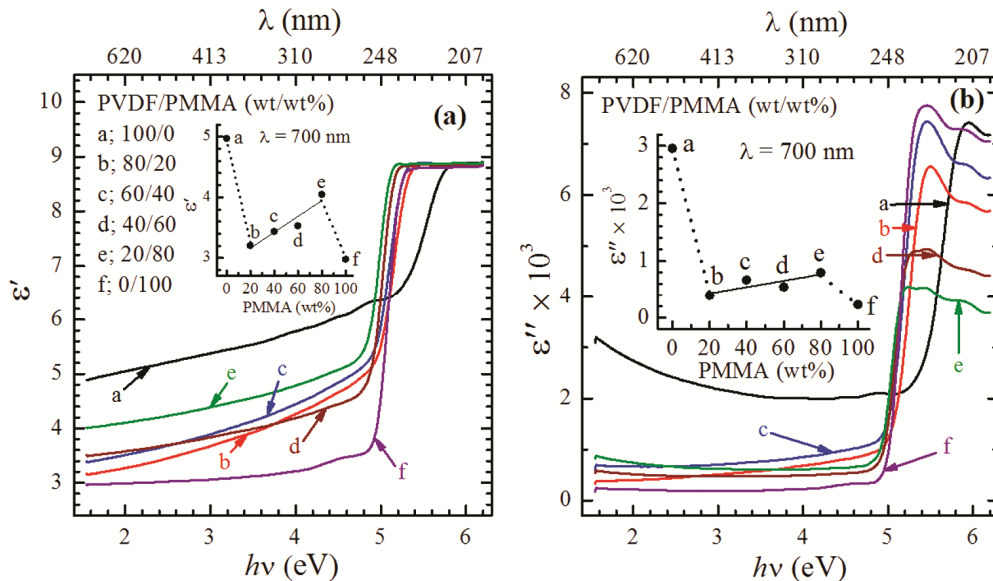 λ (nm)
620 413 310 248 207
10
9
8
7
6
5
4
3
ε′
PVDF/PMMA (wt/wt%)
a; 100/0
b; 80/20
c; 60/40
d; 40/60
e; 20/80
f; 0/100
(a)
λ = 700 nm
5
4
3
ε′
a
b
c
d
e
f
0 20 40 60 80 100
PMMA (wt%)
a
e
c
b
d
f
2 3 4 5 6
hν (eV)
λ (nm)
620 413 310 248 207
8
6
4
2
0
ε′′ × 10³
PVDF/PMMA (wt/wt%)
(b)
λ = 700 nm
3
2
1
0
ε′′ × 10³
a
b
c
d
e
f
0 20 40 60 80 100
PMMA (wt%)
a
b
d
e
c
f
2 3 4 5 6
hν (eV)